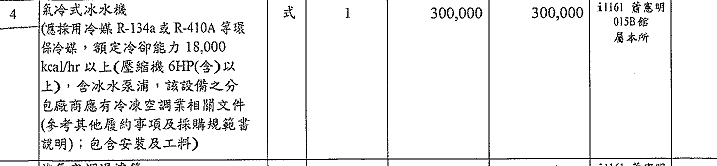 4 氣冷式冰水機 式 1 300,000 300,000 i1161 曾憲明
(應採用冷媒 R-134a 或 R-410A 等環 015B館
保冷媒，額定冷卻能力 18,000 屬本所
kcal/hr 以上(壓縮機 6HP(含)以
上)，含冰水泵浦，該設備之分
包廠商應有冷凍空調業相關文件
(參考其他履約事項及採購規範書
說明)；包含安裝及工料)